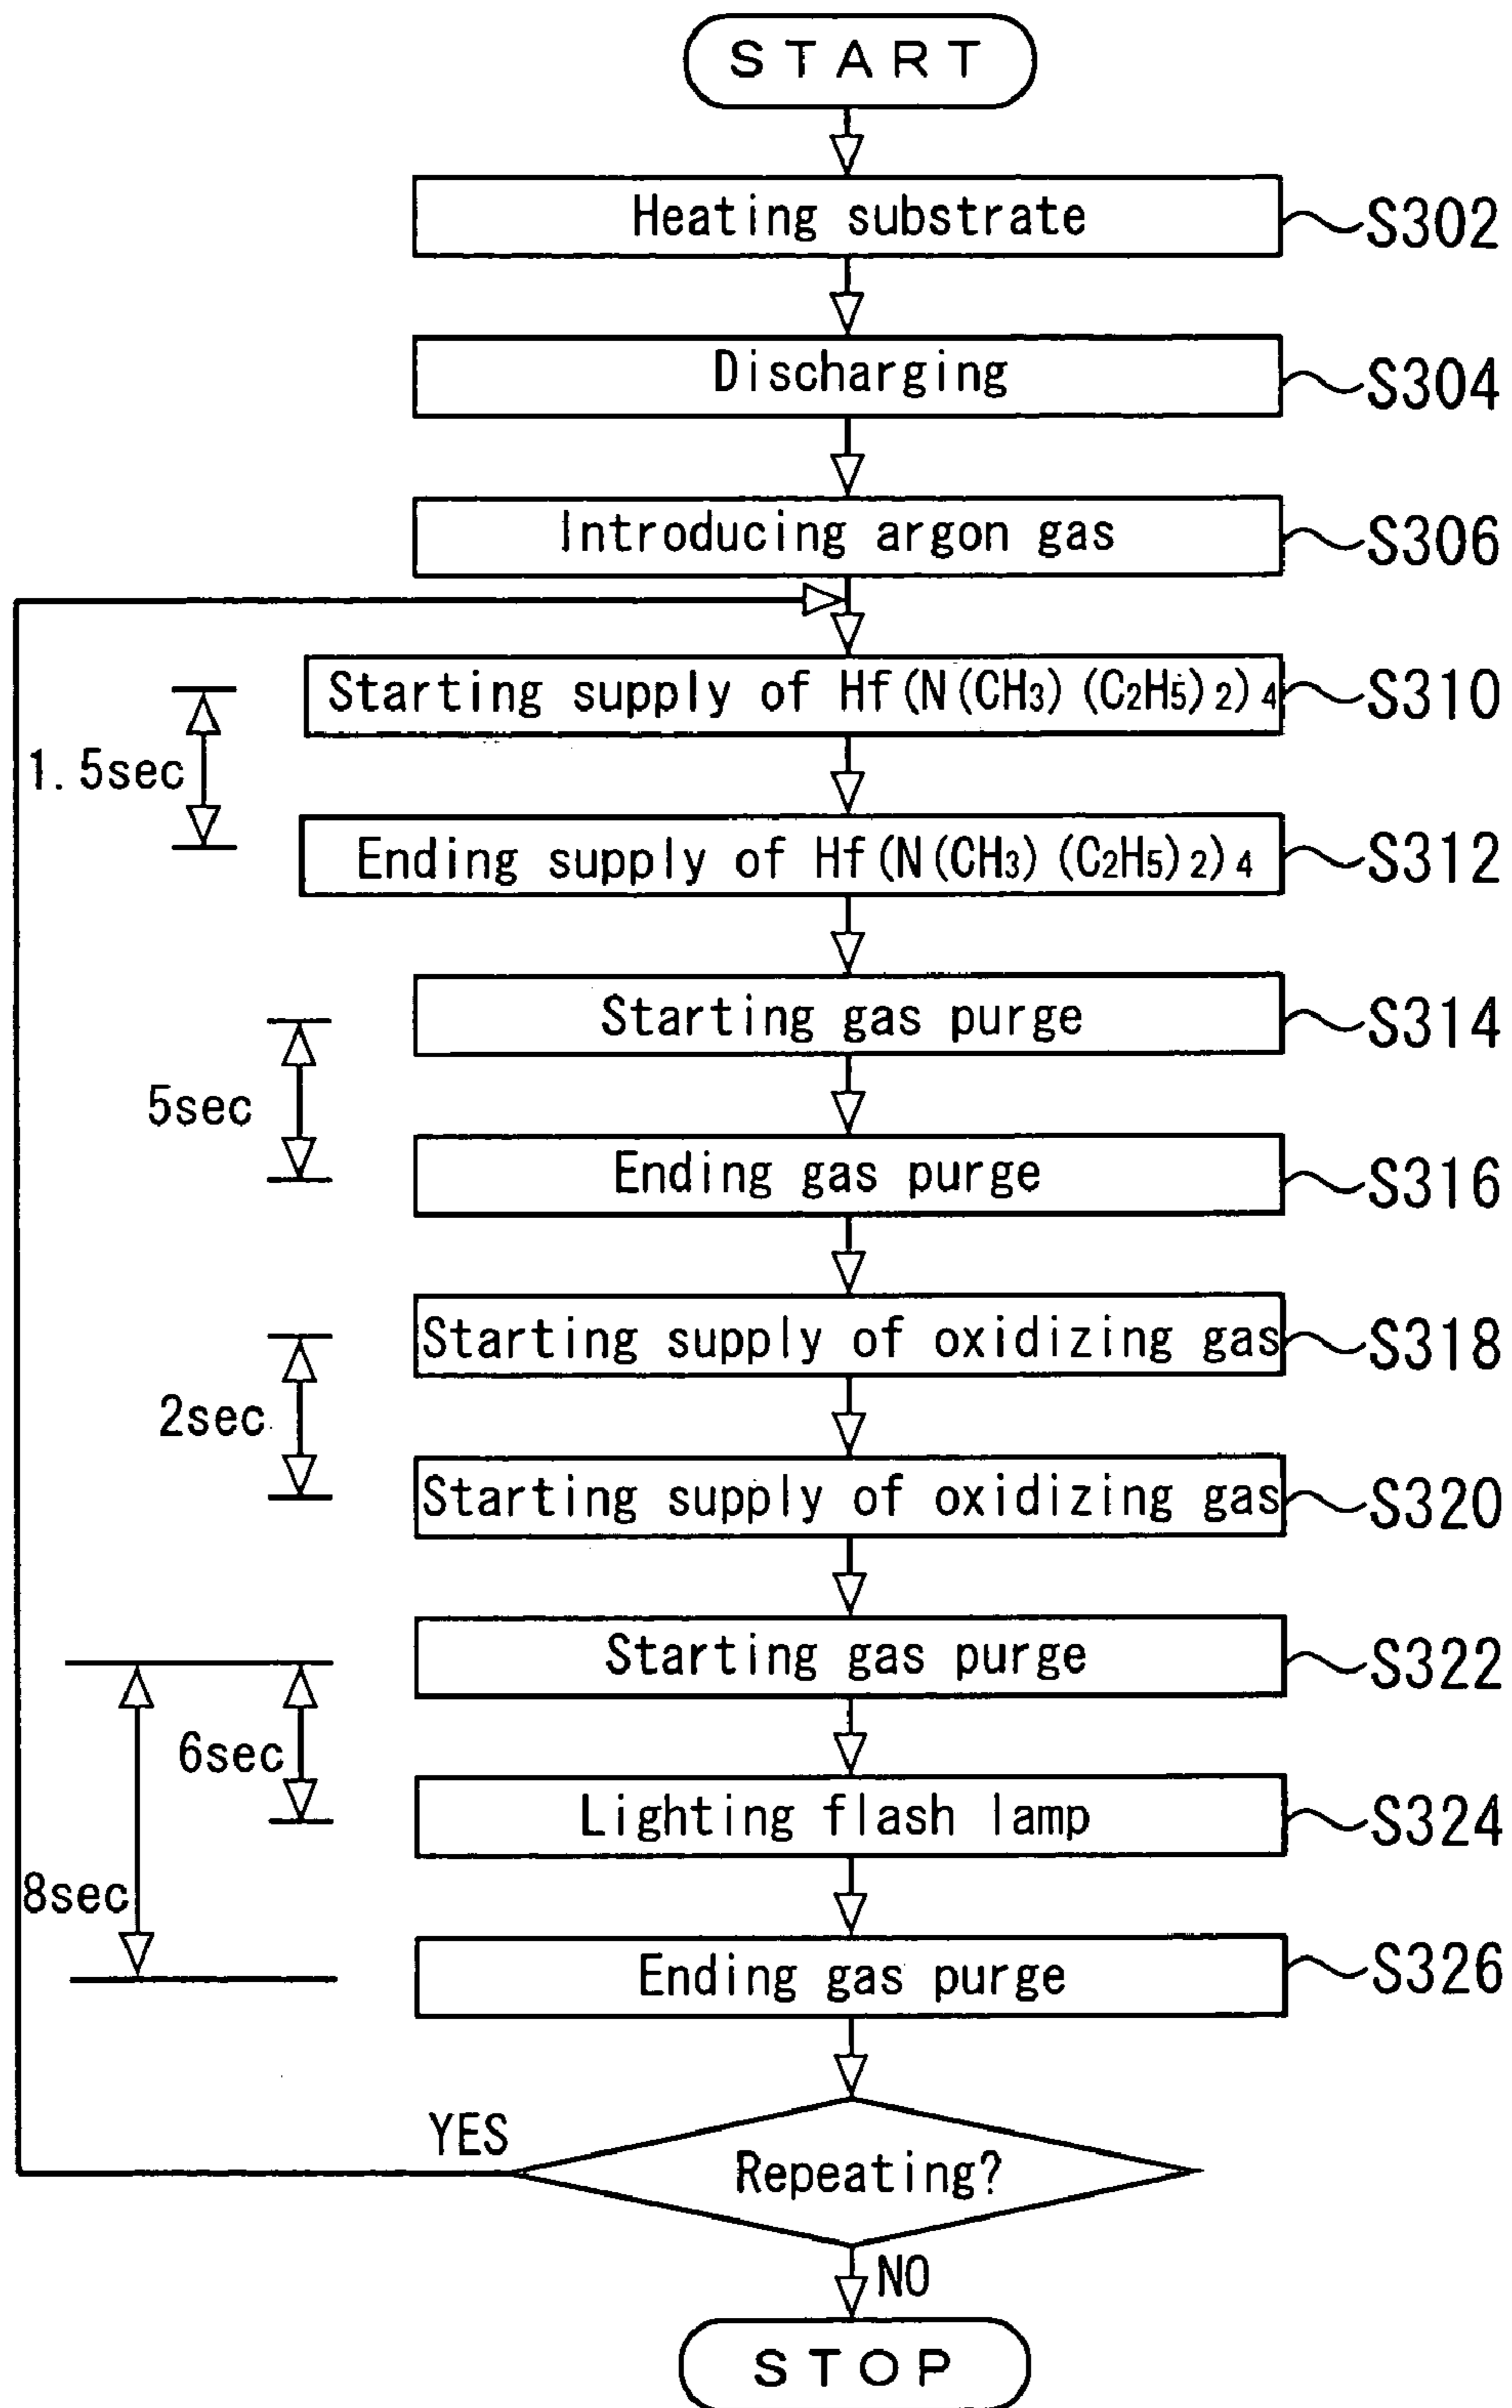 START
Heating substrate
S302
Discharging
S304
Introducing argon gas
S306
Starting supply of Hf(N(CH3)(C2H5)2)4
S310
1.5sec
Ending supply of Hf(N(CH3)(C2H5)2)4
S312
Starting gas purge
S314
5sec
Ending gas purge
S316
Starting supply of oxidizing gas
S318
2sec
Starting supply of oxidizing gas
S320
Starting gas purge
S322
6sec
Lighting flash lamp
S324
8sec
Ending gas purge
S326
YES
Repeating?
NO
STOP